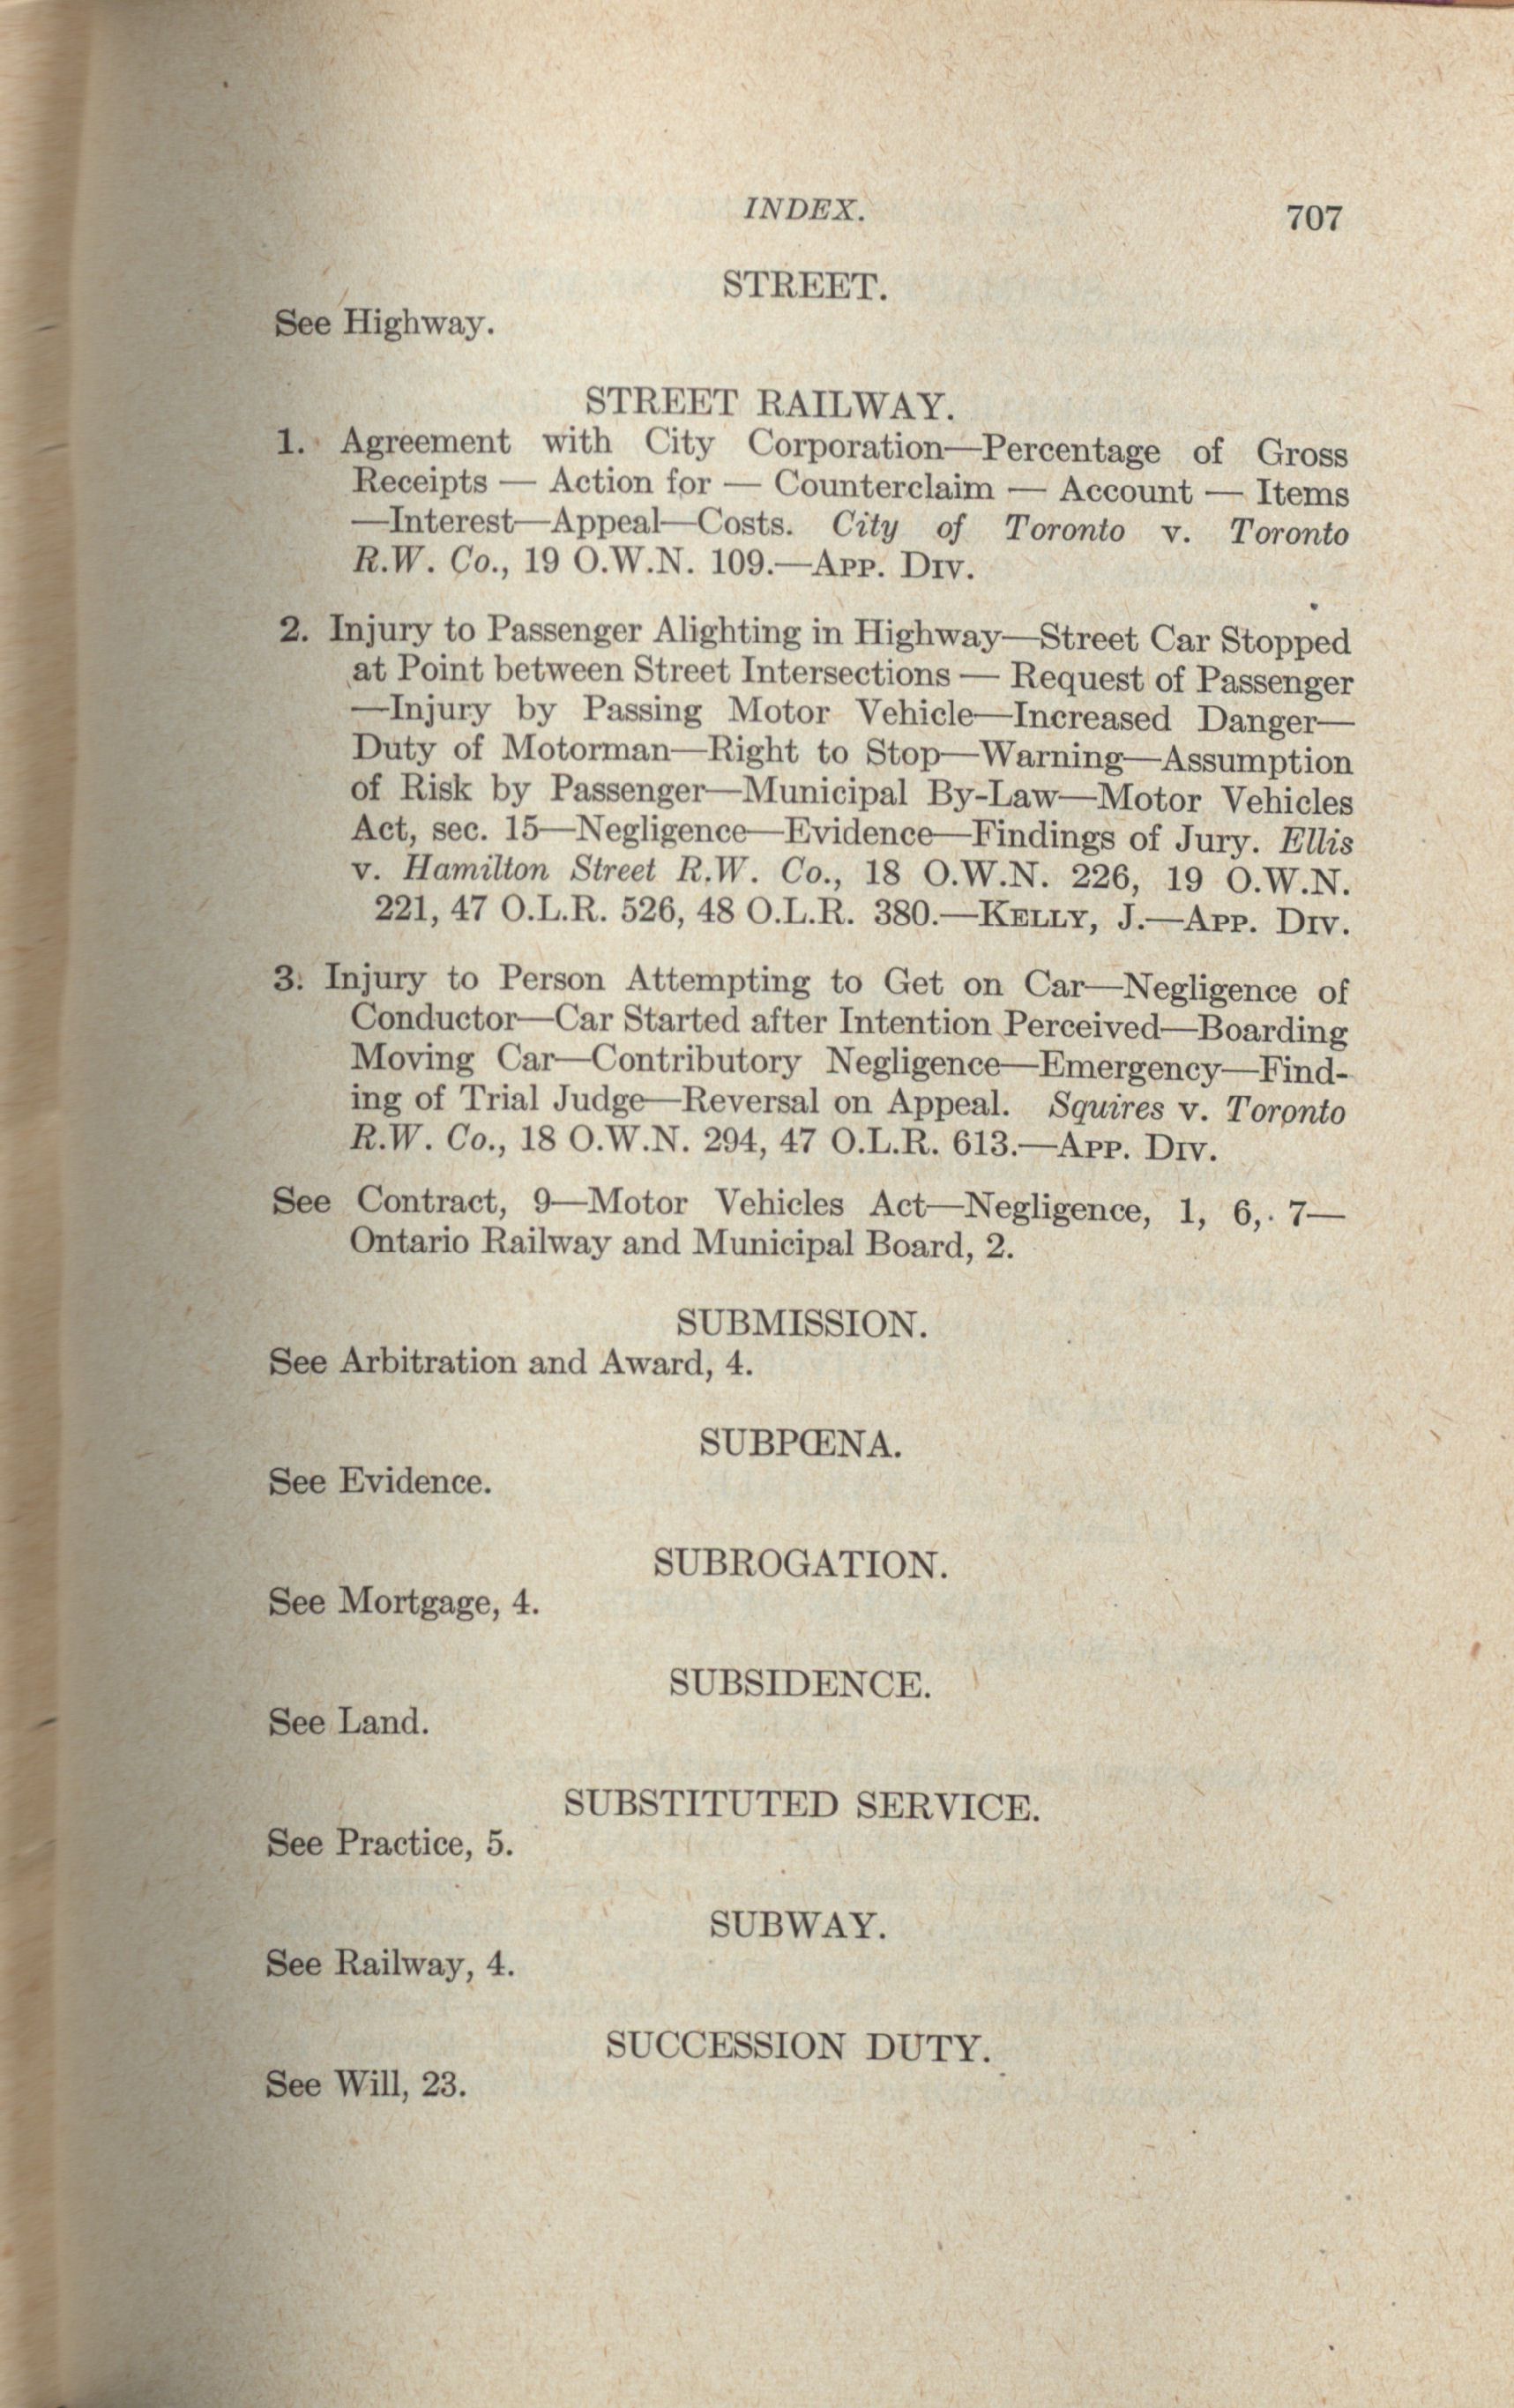 INDEX.
707
STREET.
See Highway.
STREET RAILWAY.
1. Agreement with City Corporation—Percentage of Gross
Receipts — Action for — Counterclaim — Account — Items
—Interest—Appeal—Costs. City of Toronto v. Toronto
R.W. Co., 19 O.W.N. 109.—App. Div.
2. Injury to Passenger Alighting in Highway—Street Car Stopped
at Point between Street Intersections — Request of Passenger
—Injury by Passing Motor Vehicle—Increased Danger—
Duty of Motorman—Right to Stop—Warning—Assumption
of Risk by Passenger—Municipal By-Law—Motor Vehicles
Act, sec. 15—Negligence—Evidence—Findings of Jury. Ellis
v. Hamilton Street R.W. Co., 18 O.W.N. 226, 19 O.W.N.
221, 47 O.L.R. 526, 48 O.L.R. 380.—Kelly, J.—App. Div.
3. Injury to Person Attempting to Get on Car—Negligence of
Conductor—Car Started after Intention Perceived—Boarding
Moving Car—Contributory Negligence—Emergency—Find-
ing of Trial Judge—Reversal on Appeal. Squires v. Toronto
R.W. Co., 18 O.W.N. 294, 47 O.L.R. 613.—App. Div.
See Contract, 9—Motor Vehicles Act—Negligence, 1, 6, 7—
Ontario Railway and Municipal Board, 2.
SUBMISSION.
See Arbitration and Award, 4.
SUBPŒNA.
See Evidence.
SUBROGATION.
See Mortgage, 4.
SUBSIDENCE.
See Land.
SUBSTITUTED SERVICE.
See Practice, 5.
SUBWAY.
See Railway, 4.
SUCCESSION DUTY.
See Will, 23.